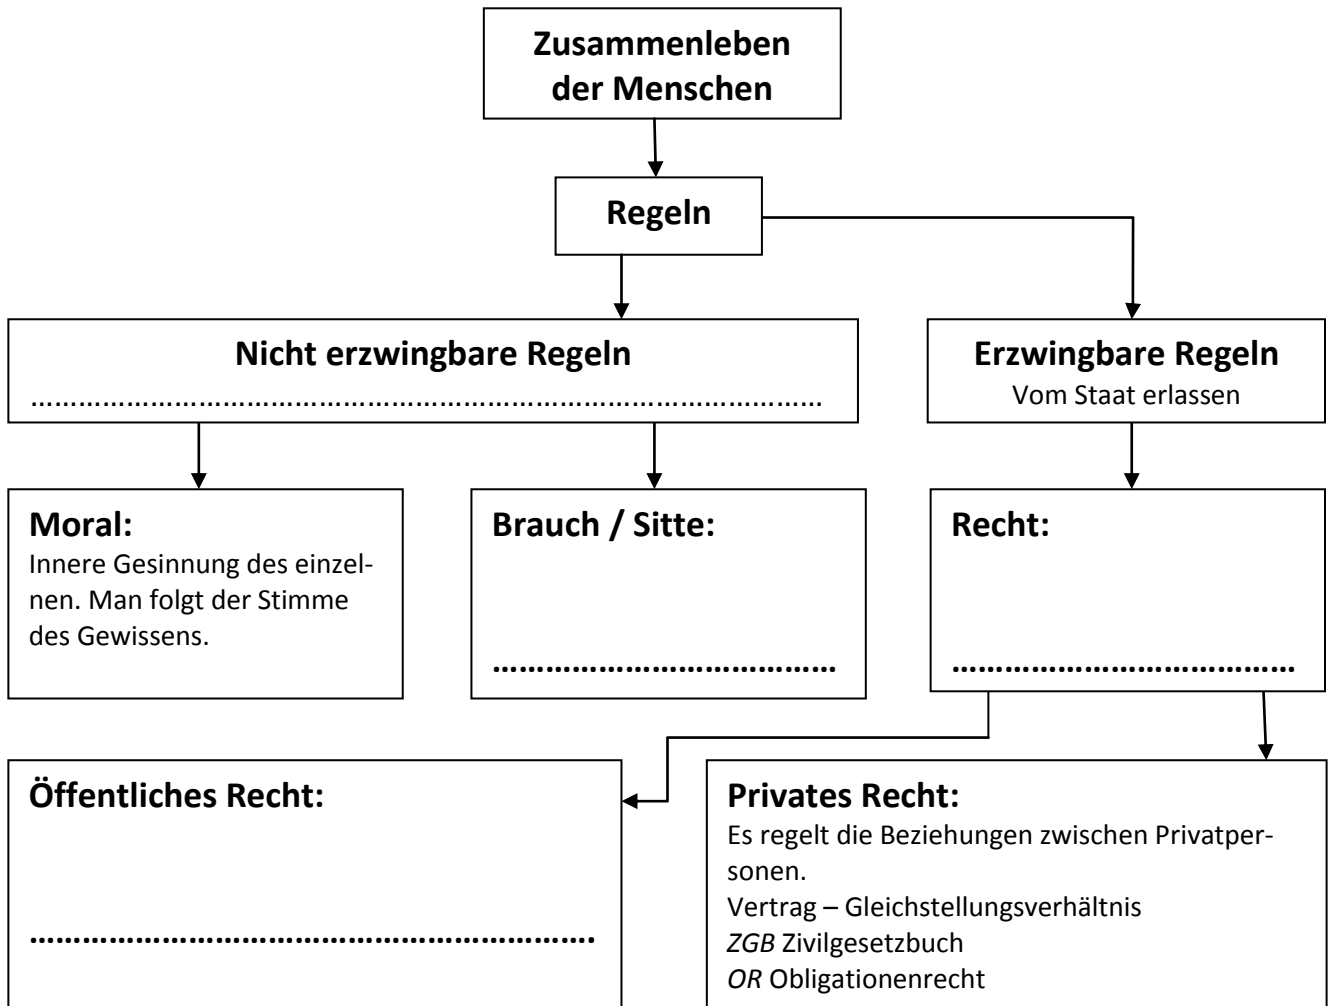 Zusammenleben
der Menschen
Regeln
Nicht erzwingbare Regeln
……………………………………………………………………………………
Erzwingbare Regeln
Vom Staat erlassen
Moral:
Innere Gesinnung des einzel-
nen. Man folgt der Stimme
des Gewissens.
Brauch / Sitte:
…………………………………
Recht:
…………………………………
Öffentliches Recht:
……………………………………………………….
Privates Recht:
Es regelt die Beziehungen zwischen Privatper-
sonen.
Vertrag – Gleichstellungsverhältnis
ZGB Zivilgesetzbuch
OR Obligationenrecht